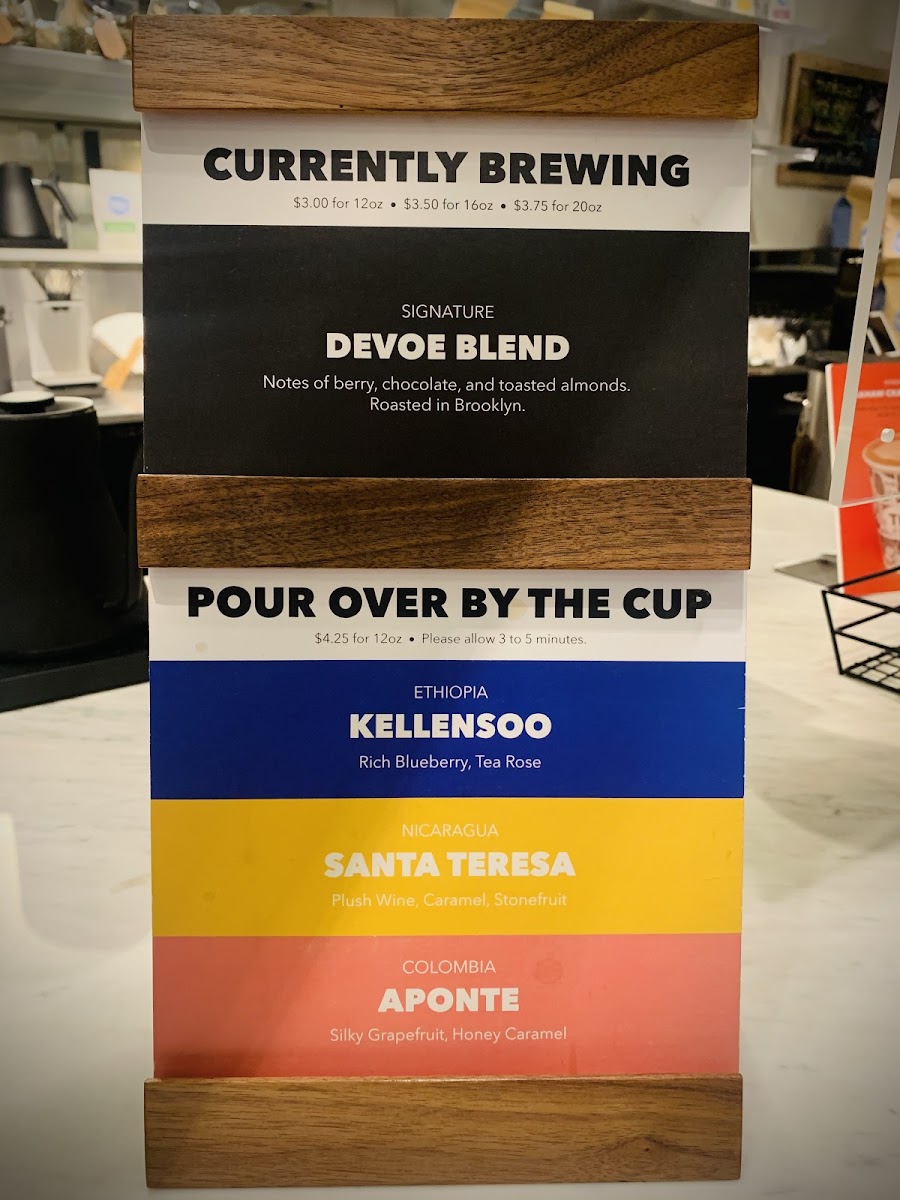 CURRENTLY BREWING
$3.00 for 12oz • $3.50 for 16oz • $3.75 for 20oz
SIGNATURE
DEVOE BLEND
Notes of berry, chocolate, and toasted almonds.
Roasted in Brooklyn.
POUR OVER BY THE CUP
$4.25 for 12oz • Please allow 3 to 5 minutes.
ETHIOPIA
KELLENSOO
Rich Blueberry, Tea Rose
NICARAGUA
SANTA TERESA
Plush Wine, Caramel, Stonefruit
COLOMBIA
APONTE
Silky Grapefruit, Honey Caramel